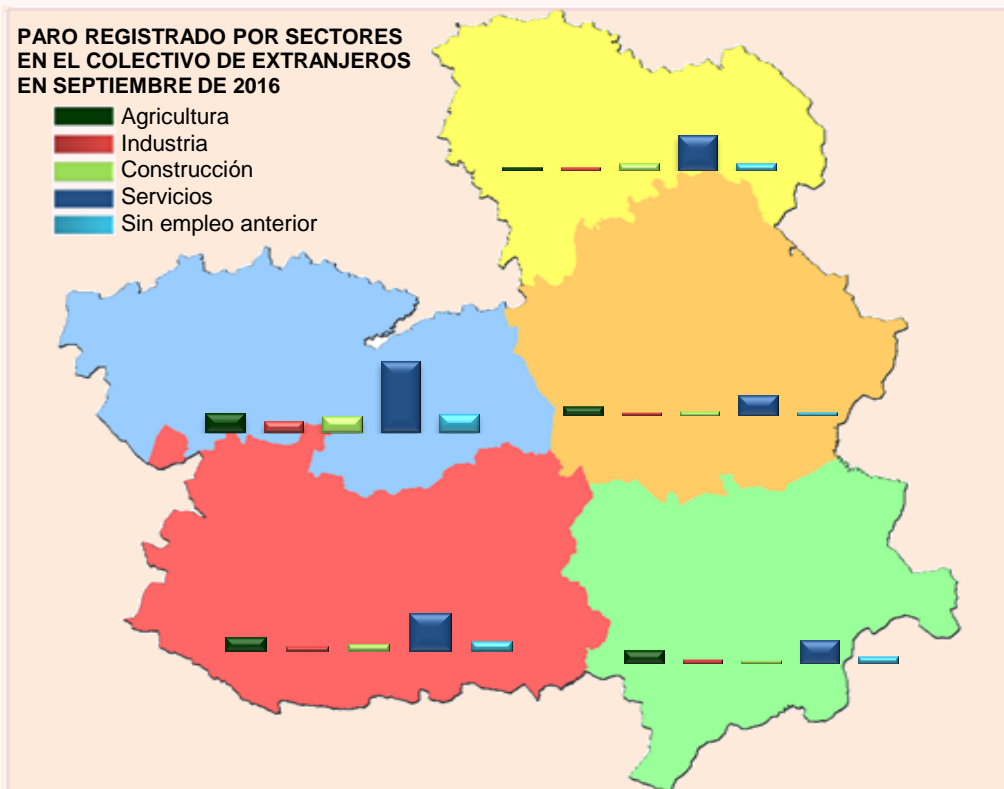 PARO REGISTRADO POR SECTORES
EN EL COLECTIVO DE EXTRANJEROS
EN SEPTIEMBRE DE 2016
Agricultura
Industria
Construcción
Servicios
Sin empleo anterior